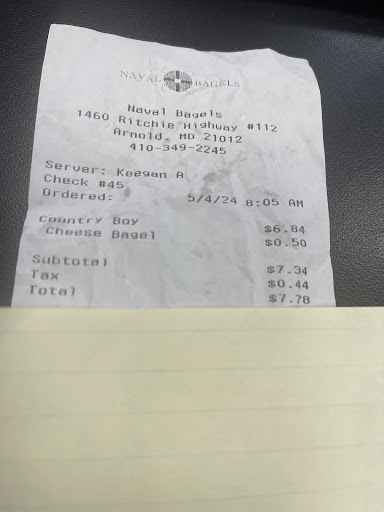 NAVAL BAGELS
Naval Bagels
1460 Ritchie Highway #112
Arnold, MD 21012
410-349-2245
Server: Keegan A
Check #45
Ordered: 5/4/24 8:05 AM
Country Boy $6.84
Cheese Bagel $0.50
Subtotal $7.34
Tax $0.44
Total $7.78